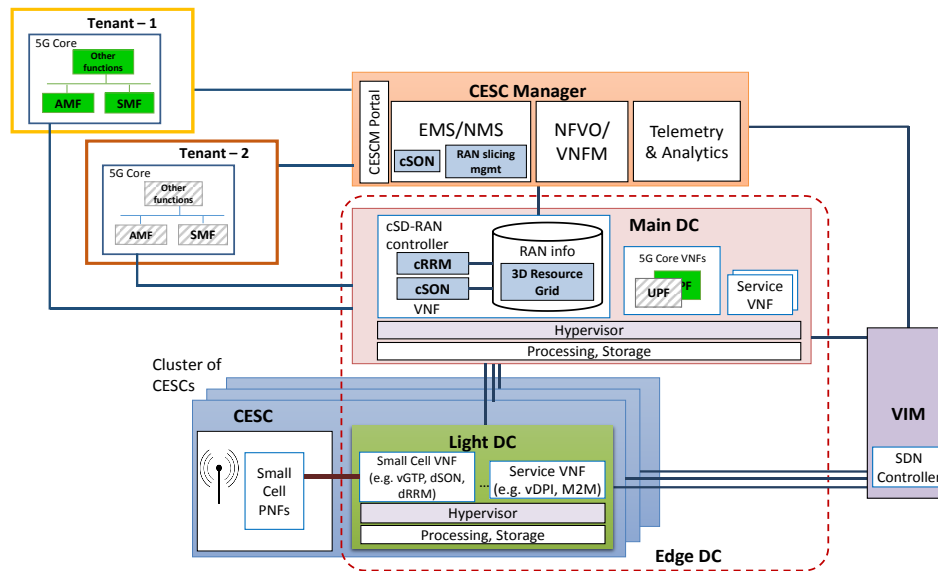 Tenant – 1
5G Core
Other
functions
AMF
SMF
Tenant – 2
5G Core
Other
functions
AMF
SMF
CESC Manager
CESCM Portal
EMS/NMS
cSON
RAN slicing
mgmt
NFVO/
VNFM
Telemetry
& Analytics
Main DC
cSD-RAN
controller
cRRM
cSON
VNF
RAN info
3D Resource
Grid
5G Core VNFs
UPF
PF
Service
VNF
Hypervisor
Processing, Storage
Cluster of
CESCs
CESC
Small
Cell
PNFs
Light DC
Small Cell VNF
(e.g. vGTP, dSON,
dRRM)
...
Service VNF
(e.g. vDPI, M2M)
Hypervisor
Processing, Storage
Edge DC
VIM
SDN
Controller